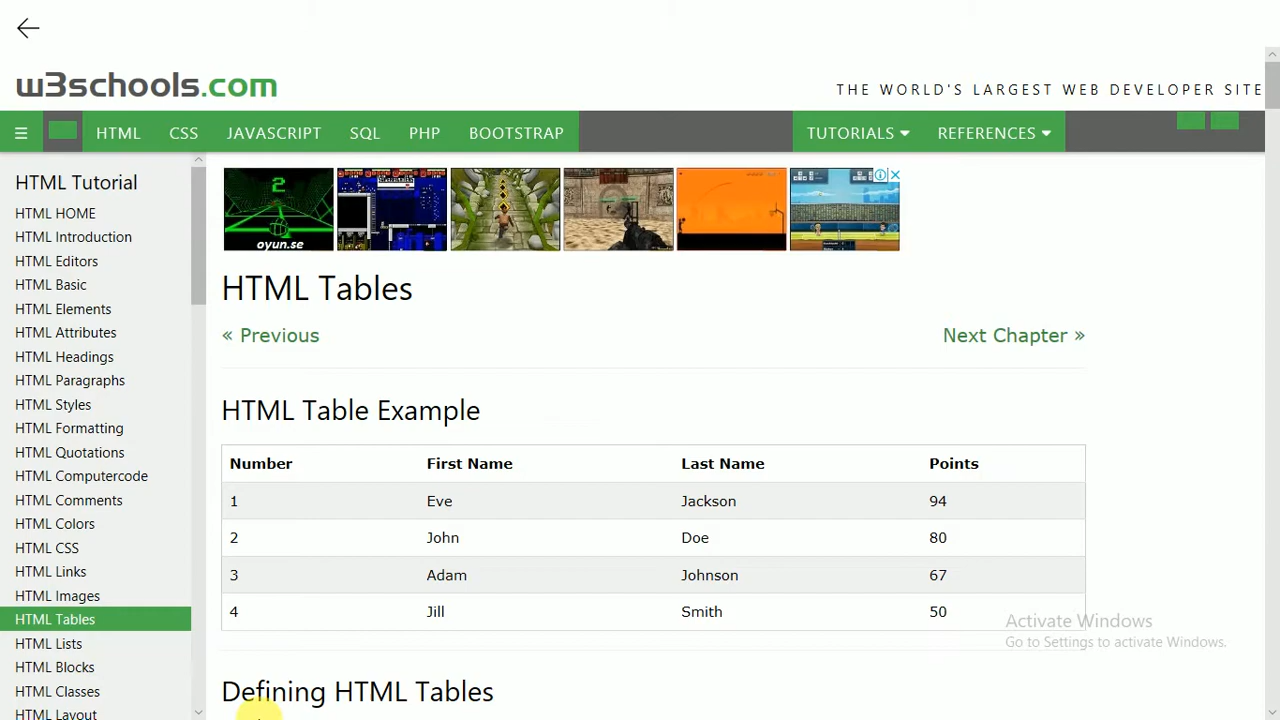 w3schools.com
THE WORLD'S LARGEST WEB DEVELOPER SITE
HTML CSS JAVASCRIPT SQL PHP BOOTSTRAP TUTORIALS REFERENCES
HTML Tutorial
HTML HOME
HTML Introduction
HTML Editors
HTML Basic
HTML Elements
HTML Attributes
HTML Headings
HTML Paragraphs
HTML Styles
HTML Formatting
HTML Quotations
HTML Computercode
HTML Comments
HTML Colors
HTML CSS
HTML Links
HTML Images
HTML Tables
HTML Lists
HTML Blocks
HTML Classes
HTML Layout
2
oyun.se
HTML Tables
« Previous Next Chapter »
HTML Table Example
Number First Name Last Name Points
1 Eve Jackson 94
2 John Doe 80
3 Adam Johnson 67
4 Jill Smith 50
Activate Windows
Go to Settings to activate Windows.
Defining HTML Tables